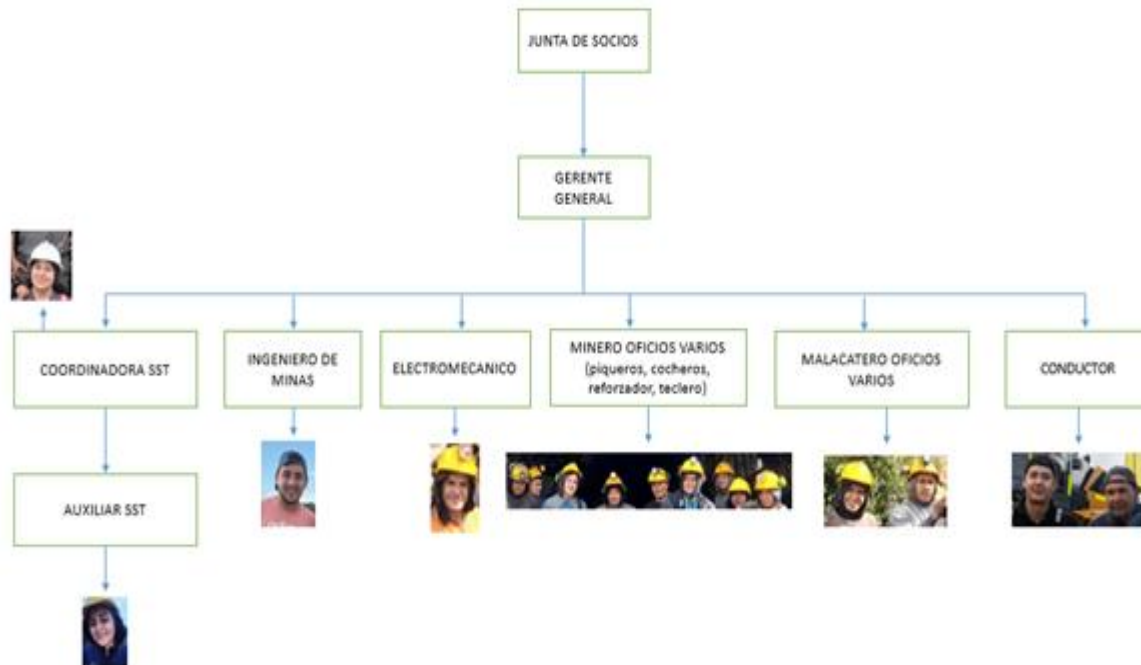 JUNTA DE SOCIOS
GERENTE
GENERAL
COORDINADORA SST
INGENIERO DE
MINAS
ELECTROMECANICO
MINERO OFICIOS VARIOS
(piqueros, cocheros,
reforzador, teclero)
MALACATERO OFICIOS
VARIOS
CONDUCTOR
AUXILIAR SST